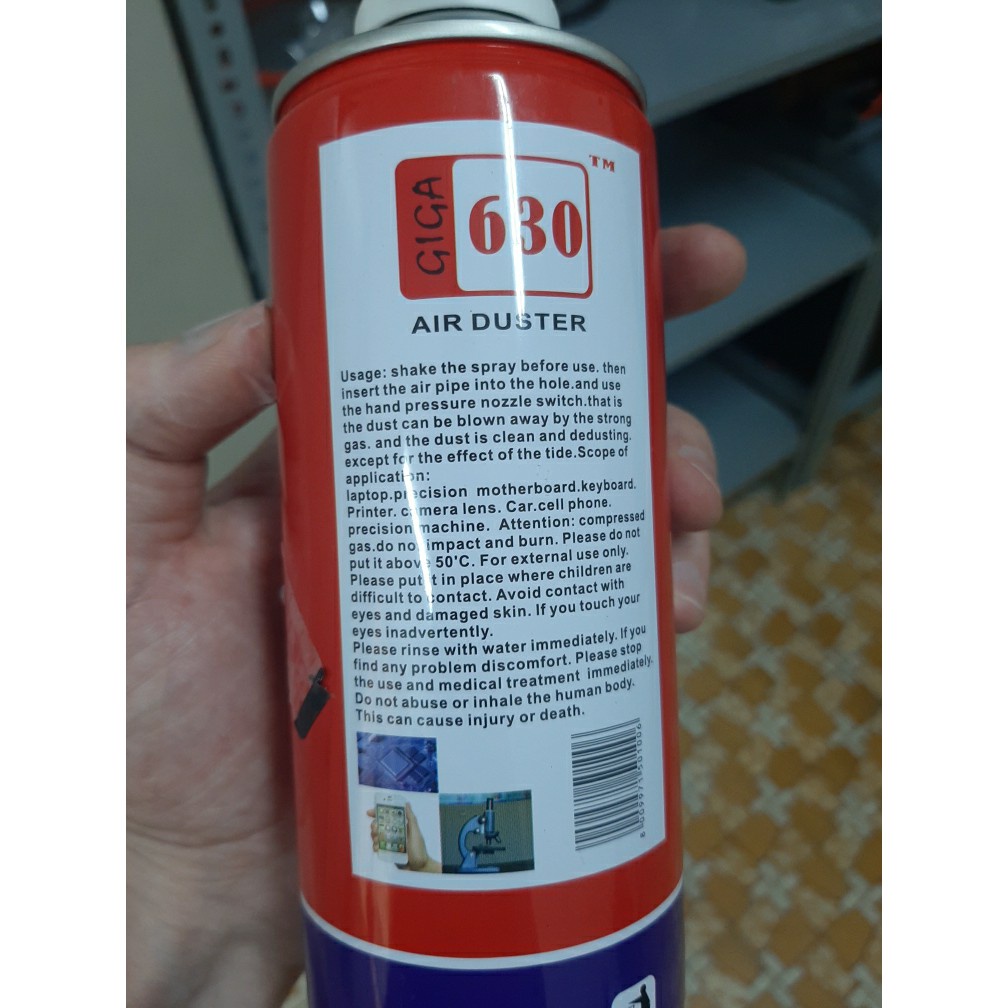 GIGA
630
TM
AIR DUSTER
Usage: shake the spray before use. then
insert the air pipe into the hole.and use
the hand pressure nozzle switch.that is
the dust can be blown away by the strong
gas. and the dust is clean and dedusting.
except for the effect of the tide.Scope of
application:
laptop.precision motherboard.keyboard.
Printer. camera lens. Car.cell phone.
precision machine. Attention: compressed
gas.do not impact and burn. Please do not
put it above 50'C. For external use only.
Please put it in place where children are
difficult to contact. Avoid contact with
eyes and damaged skin. If you touch your
eyes inadvertently.
Please rinse with water immediately. If you
find any problem discomfort. Please stop
the use and medical treatment immediately.
Do not abuse or inhale the human body.
This can cause injury or death.